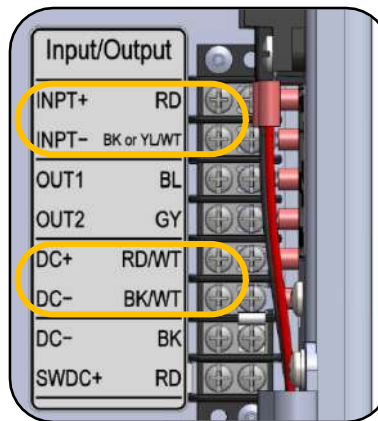 Input/Output
INPT+ RD
INPT- BK or YL/WT
OUT1 BL
OUT2 GY
DC+ RD/WT
DC- BK/WT
DC- BK
SWDC+ RD